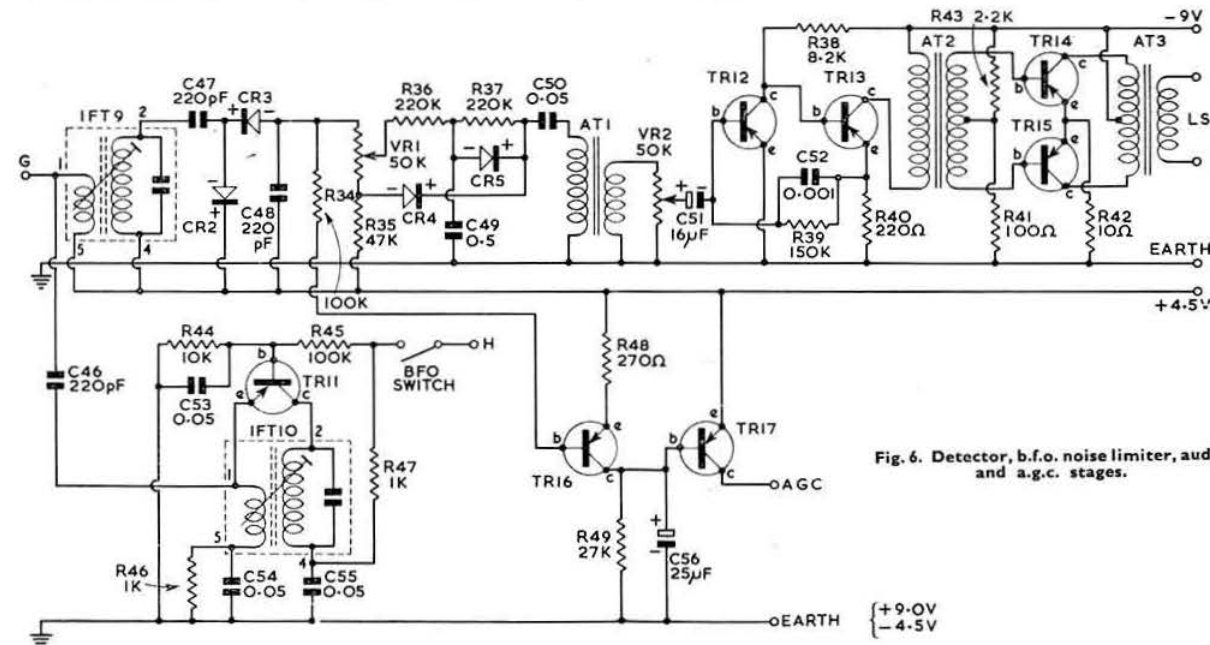 R43 2·2K
-9V
R38
8·2K
AT2
TR14
AT3
C47
220pF
CR3
R36
220K
R37
220K
C50
0·05
TR12
TR13
IFT9
2
+
-
c
b
e
c
b
e
b
c
e
LS
AT1
VR2
50K
TR15
G
1
VR1
50K
-
+
CR5
C52
0·001
b
e
c
-
+
CR2
C48
220
pF
R34
-
+
CR4
R35
47K
C49
0·5
+
-
C51
16µF
R39
150K
R40
220Ω
R41
100Ω
R42
10Ω
5
4
EARTH
100K
+4·5V
R44
10K
R45
100K
H
R48
270Ω
C46
220pF
b
BFO
SWITCH
TR11
C53
0·05
e
c
IFT10
2
1
e
b
c
TR16
e
b
c
TR17
Fig. 6. Detector, b.f.o. noise limiter, aud
and a.g.c. stages.
R47
1K
AGC
5
4
R49
27K
+
-
C56
25µF
R46
1K
C54
0·05
C55
0·05
EARTH
+9·0V
-4·5V